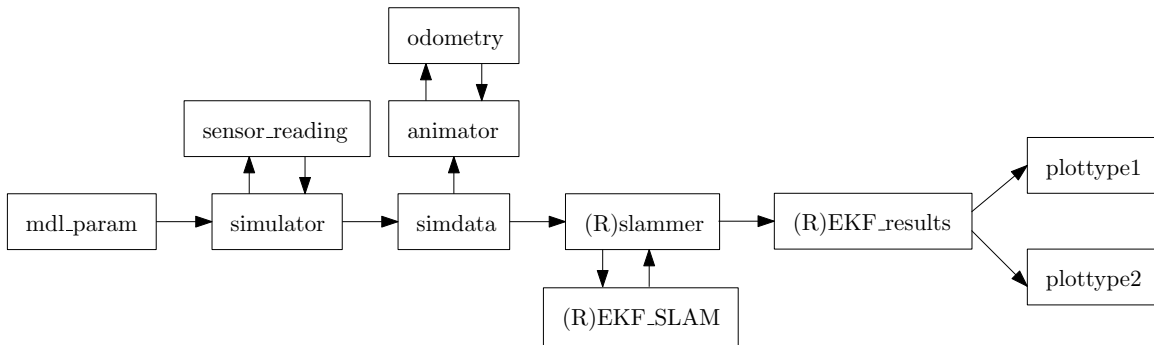 odometry
sensor_reading
animator
plottype1
mdl_param
simulator
simdata
(R)slammer
(R)EKF_results
plottype2
(R)EKF_SLAM